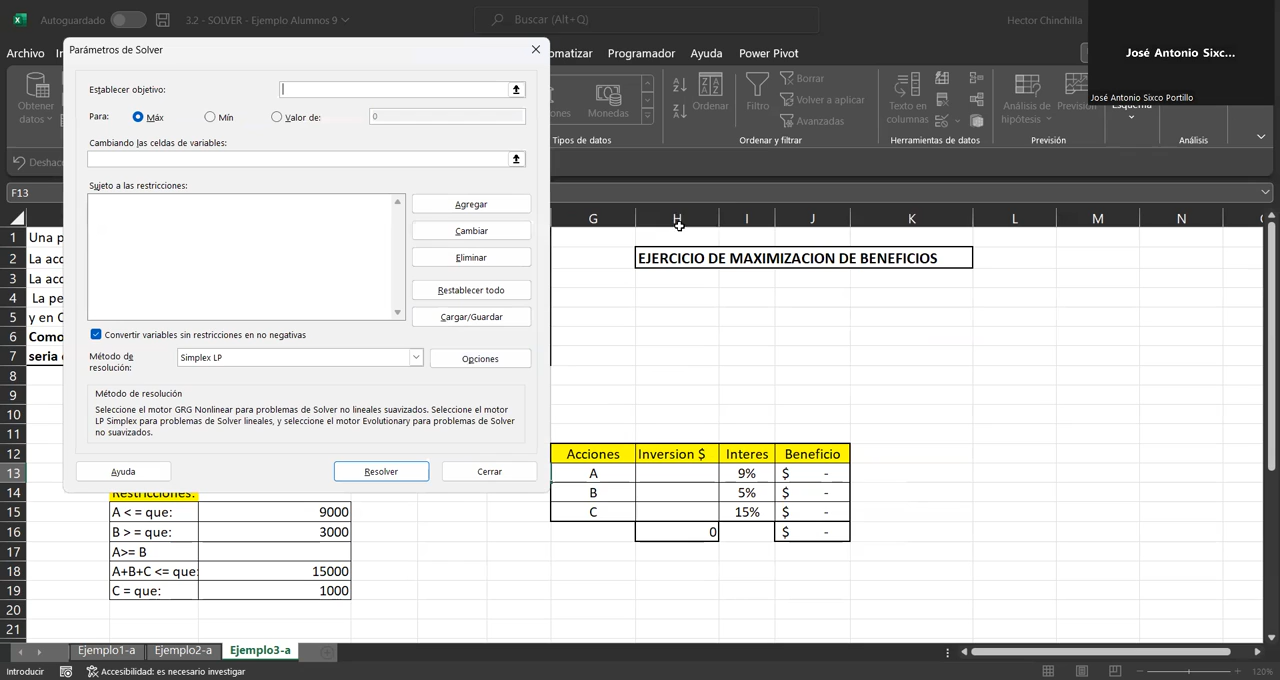 Autoguardado
3.2 - SOLVER - Ejemplo Alumnos 9
Buscar (Alt+Q)
Hector Chinchilla
José Antonio Sixc...
José Antonio Sixco Portillo
Archivo
Programador
Ayuda
Power Pivot
Obtener
datos
Monedas
Tipos de datos
Ordenar
Filtro
Borrar
Volver a aplicar
Avanzadas
Ordenar y filtrar
Texto en
columnas
Herramientas de datos
Análisis de
hipótesis
Previsión
Previsión
Esquema
Análisis
Deshacer
F13
Parámetros de Solver
Establecer objetivo:
Para:
Máx
Mín
Valor de:
0
Cambiando las celdas de variables:
Sujeto a las restricciones:
Agregar
Cambiar
Eliminar
Restablecer todo
Cargar/Guardar
Convertir variables sin restricciones en no negativas
Método de
resolución:
Simplex LP
Opciones
Método de resolución
Seleccione el motor GRG Nonlinear para problemas de Solver no lineales suavizados. Seleccione el motor
LP Simplex para problemas de Solver lineales, y seleccione el motor Evolutionary para problemas de Solver
no suavizados.
Ayuda
Resolver
Cerrar
G H I J K L M N
1 Una p
2 La acc
3 La acc
4 La pe
5 y en C
6 Como
7 seria
8
9
10
11
12
13
14
15
16
17
18
19
20
21
EJERCICIO DE MAXIMIZACION DE BENEFICIOS
Acciones Inversion $ Interes Beneficio
A 9% $ -
B 5% $ -
C 15% $ -
0 $ -
Restricciones:
A < = que: 9000
B > = que: 3000
A>= B
A+B+C <= que: 15000
C = que: 1000
Ejemplo1-a Ejemplo2-a Ejemplo3-a
Introducir
Accesibilidad: es necesario investigar
120%